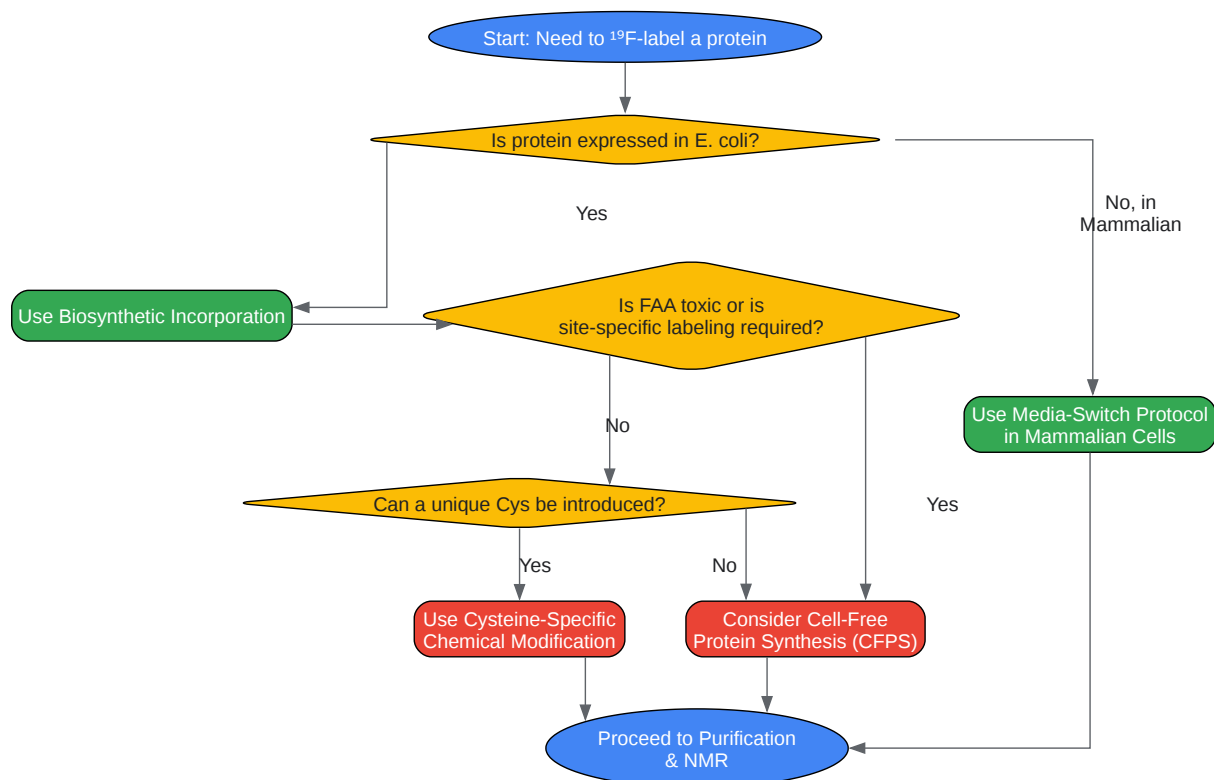 Start: Need to ¹⁹F-label a protein
Is protein expressed in E. coli?
Yes
No, in
Mammalian
Use Biosynthetic Incorporation
Is FAA toxic or is
site-specific labeling required?
Use Media-Switch Protocol
in Mammalian Cells
No
Can a unique Cys be introduced?
Yes
Yes
No
Use Cysteine-Specific
Chemical Modification
Consider Cell-Free
Protein Synthesis (CFPS)
Proceed to Purification
& NMR